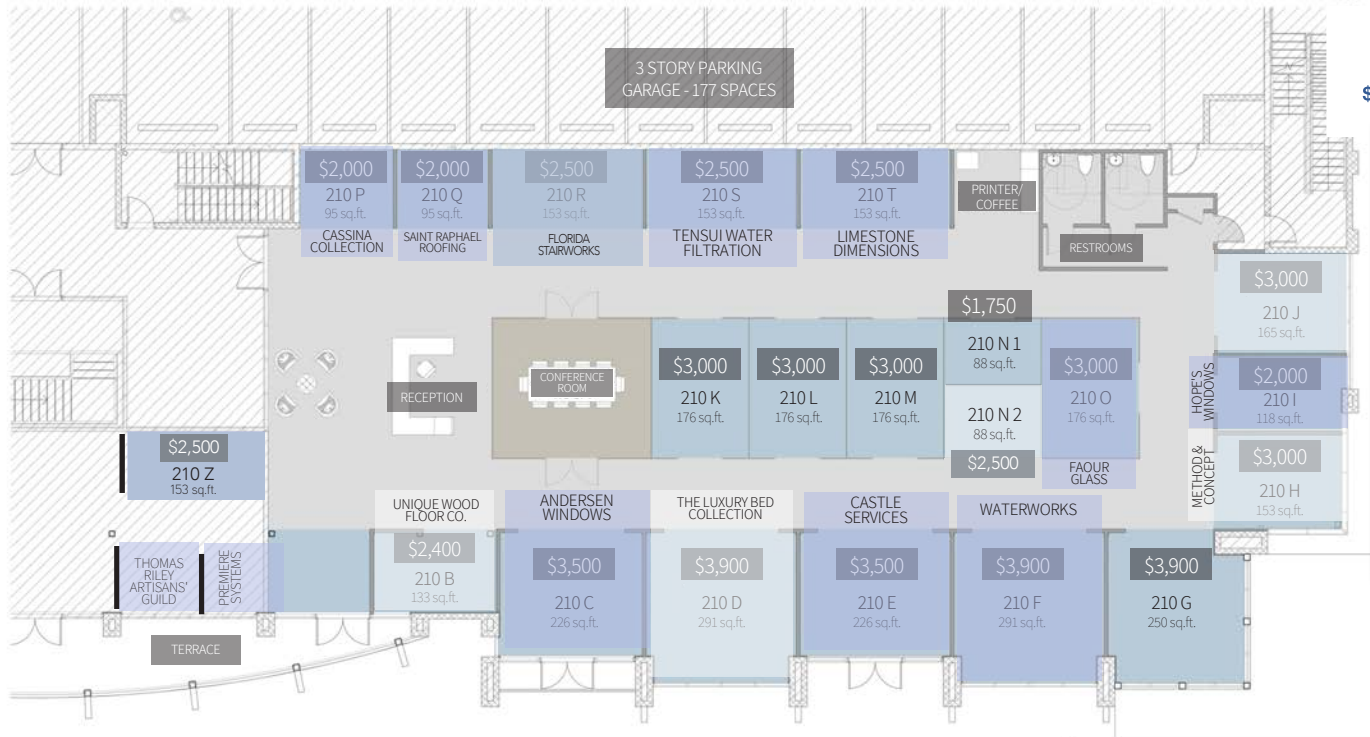 3 STORY PARKING
GARAGE - 177 SPACES
$
$2,000
210 P
95 sq.ft.
CASSINA
COLLECTION
$2,000
210 Q
95 sq.ft.
SAINT RAPHAEL
ROOFING
$2,500
210 R
153 sq.ft.
FLORIDA
STAIRWORKS
$2,500
210 S
153 sq.ft.
TENSUI WATER
FILTRATION
$2,500
210 T
153 sq.ft.
LIMESTONE
DIMENSIONS
PRINTER/
COFFEE
RESTROOMS
$3,000
210 J
165 sq.ft.
RECEPTION
CONFERENCE
ROOM
$3,000
210 K
176 sq.ft.
$3,000
210 L
176 sq.ft.
$3,000
210 M
176 sq.ft.
$1,750
210 N 1
88 sq.ft.
210 N 2
88 sq.ft.
$2,500
$3,000
210 O
176 sq.ft.
FAOUR
GLASS
HOPE'S
WINDOWS
$2,000
210 I
118 sq.ft.
METHOD &
CONCEPT
$3,000
210 H
153 sq.ft.
$2,500
210 Z
153 sq.ft.
THOMAS
RILEY
ARTISANS'
GUILD
PREMIERE
SYSTEMS
TERRACE
UNIQUE WOOD
FLOOR CO.
$2,400
210 B
133 sq.ft.
ANDERSEN
WINDOWS
$3,500
210 C
226 sq.ft.
THE LUXURY BED
COLLECTION
$3,900
210 D
291 sq.ft.
CASTLE
SERVICES
$3,500
210 E
226 sq.ft.
WATERWORKS
$3,900
210 F
291 sq.ft.
$3,900
210 G
250 sq.ft.